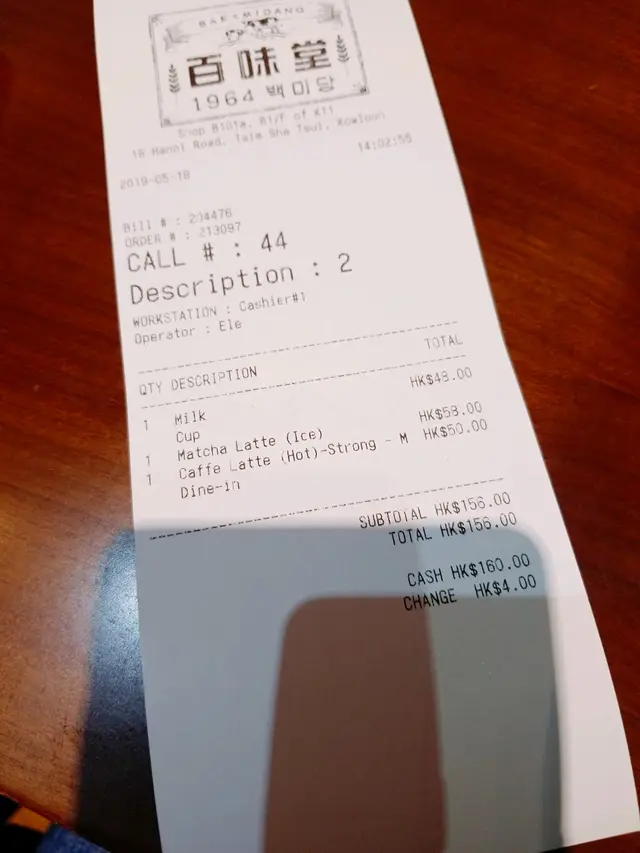 BAEKMIDANG
百味堂
1964 백미당
Shop B101a, B1/F of K11
18 Hanoi Road, Tsim Sha Tsui, Kowloon
2019-05-18 14:02:55
Bill # : 204476
ORDER # : 213097
CALL # : 44
Description : 2
WORKSTATION : Cashier#1
Operator : Ele
QTY DESCRIPTION TOTAL
1 Milk HK$48.00
Cup
1 Matcha Latte (Ice) HK$58.00
1 Caffe Latte (Hot)-Strong - M HK$50.00
Dine-in
SUBTOTAL HK$156.00
TOTAL HK$156.00
CASH HK$160.00
CHANGE HK$4.00